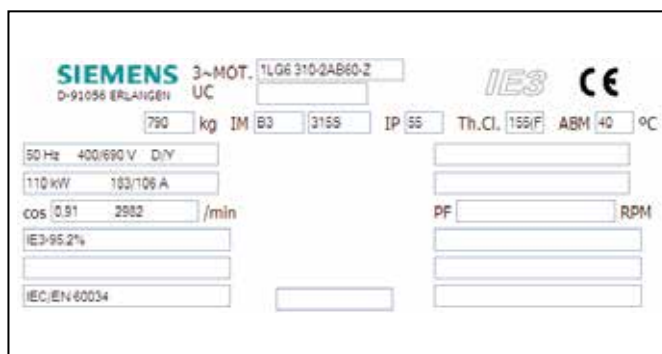 SIEMENS 3~MOT. 1LG6 310-2AB60-Z IE3 CE
D-91056 ERLANGEN UC
790 kg IM B3 315S IP 55 Th.Cl. 155(F ABM 40 ºC
50 Hz 400/690 V D/Y
110 kW 183/106 A
cos 0.91 2982 /min PF RPM
IE3-95.2%
IEC/EN 60034